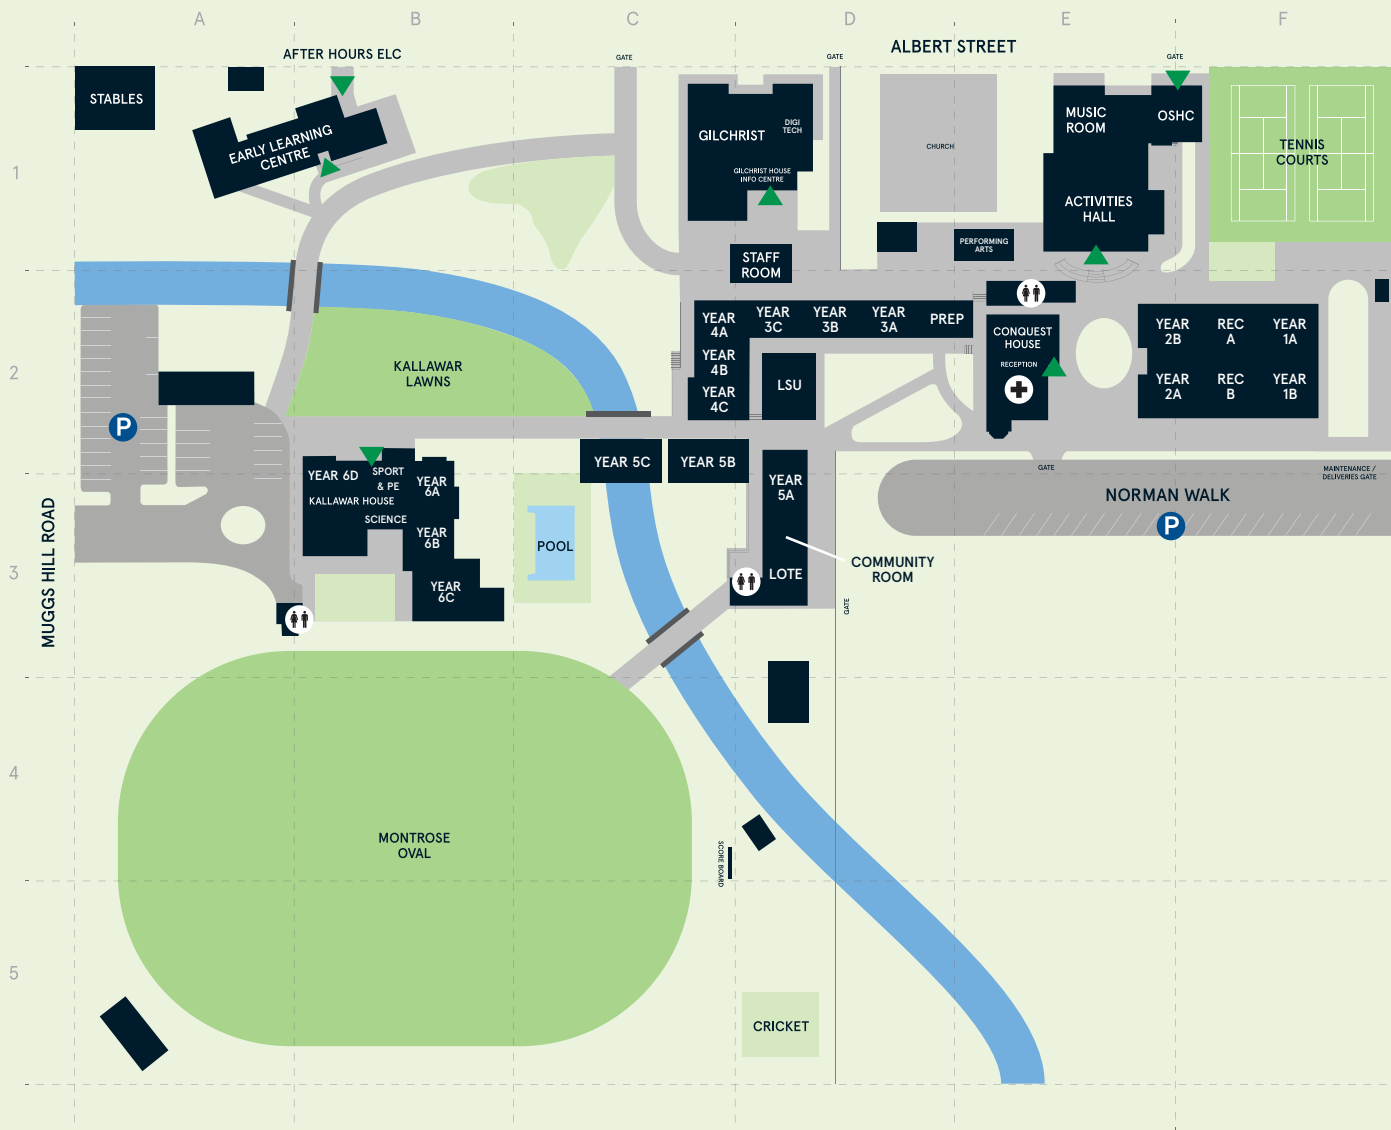 A
B
C
D
E
F
AFTER HOURS ELC
ALBERT STREET
GATE
GATE
GATE
STABLES
EARLY LEARNING
CENTRE
GILCHRIST
DIGI
TECH
GILCHRIST HOUSE
INFO CENTRE
CHURCH
MUSIC
ROOM
OSHC
TENNIS
COURTS
ACTIVITIES
HALL
1
STAFF
ROOM
PERFORMING
ARTS
YEAR
4A
YEAR
3C
YEAR
3B
YEAR
3A
PREP
YEAR
4B
YEAR
4C
LSU
CONQUEST
HOUSE
RECEPTION
YEAR
2B
REC
A
YEAR
1A
YEAR
2A
REC
B
YEAR
1B
2
KALLAWAR
LAWNS
P
YEAR 6D
SPORT
& PE
KALLAWAR HOUSE
SCIENCE
YEAR
6A
YEAR
6B
YEAR
6C
YEAR 5C
YEAR 5B
YEAR
5A
LOTE
COMMUNITY
ROOM
GATE
GATE
MAINTENANCE /
DELIVERIES GATE
NORMAN WALK
P
POOL
3
MUGGS HILL ROAD
4
MONTROSE
OVAL
SCORE BOARD
5
CRICKET